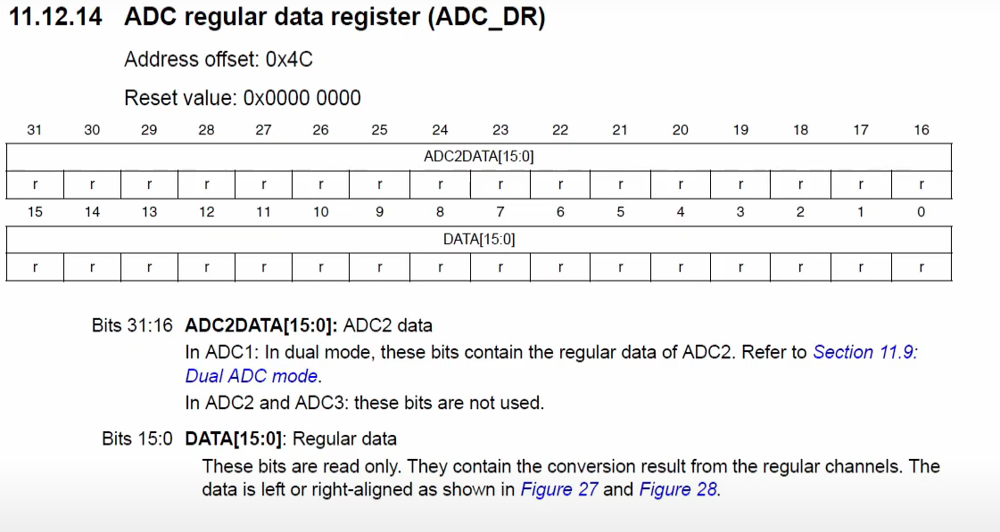 11.12.14 ADC regular data register (ADC_DR)
Address offset: 0x4C
Reset value: 0x0000 0000
31 30 29 28 27 26 25 24 23 22 21 20 19 18 17 16
ADC2DATA[15:0]
r r r r r r r r r r r r r r r r
15 14 13 12 11 10 9 8 7 6 5 4 3 2 1 0
DATA[15:0]
r r r r r r r r r r r r r r r r
Bits 31:16 ADC2DATA[15:0]: ADC2 data
In ADC1: In dual mode, these bits contain the regular data of ADC2. Refer to Section 11.9:
Dual ADC mode.
In ADC2 and ADC3: these bits are not used.
Bits 15:0 DATA[15:0]: Regular data
These bits are read only. They contain the conversion result from the regular channels. The
data is left or right-aligned as shown in Figure 27 and Figure 28.